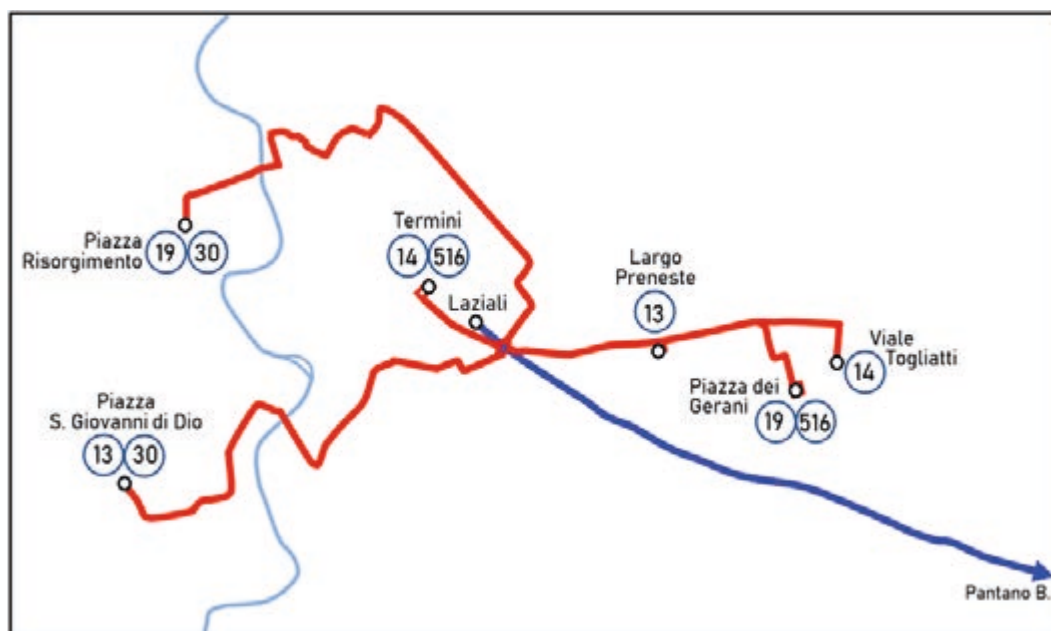 Piazza
Risorgimento
19 30
Termini
14 516
Laziali
Largo
Preneste
13
Viale
Togliatti
14
Piazza dei
Gerani
19 516
Piazza
S. Giovanni di Dio
13 30
Pantano B.